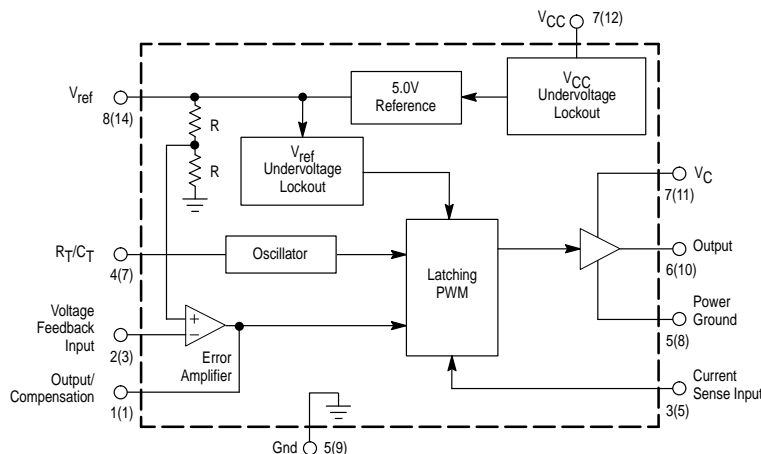 VCC 7(12)
Vref
8(14)
5.0V
Reference
VCC
Undervoltage
Lockout
R
R
Vref
Undervoltage
Lockout
VC
7(11)
RT/CT
4(7)
Oscillator
Latching
PWM
Output
6(10)
Voltage
Feedback
Input
2(3)
+
−
Error
Amplifier
Power
Ground
5(8)
Output/
Compensation
1(1)
Current
Sense Input
3(5)
Gnd 5(9)